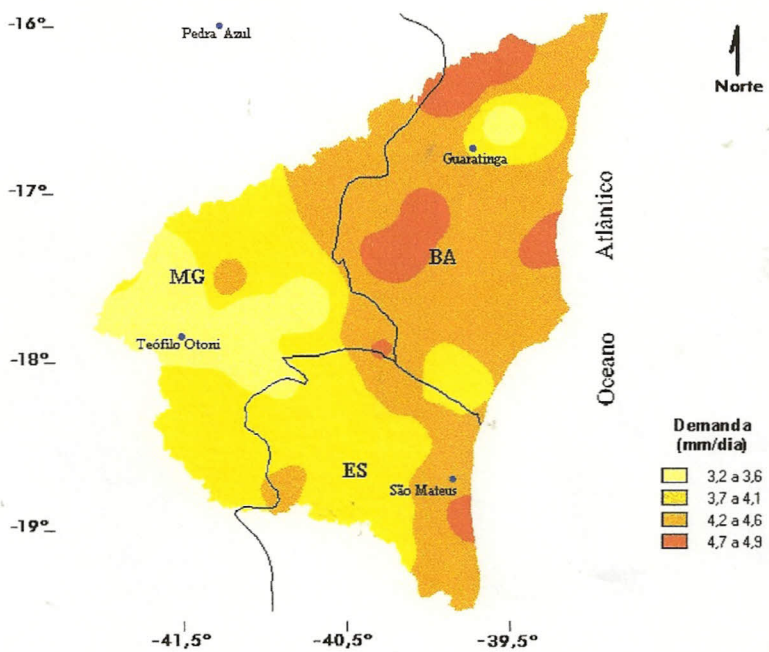 -16°
Pedra Azul
Norte
Guaratinga
-17°
Atlântico
BA
MG
Teófilo Otoni
-18°
Oceano
Demanda
(mm/dia)
3,2 a 3,6
3,7 a 4,1
4,2 a 4,6
4,7 a 4,9
ES
São Mateus
-19°
-41,5°
-40,5°
-39,5°